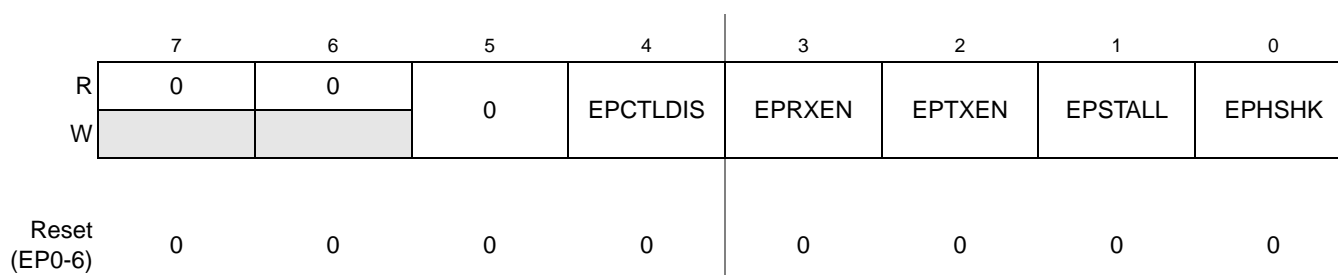 7 6 5 4 3 2 1 0
R 0 0 0 EPCTLDIS EPRXEN EPTXEN EPSTALL EPHSHK
W
Reset
(EP0-6) 0 0 0 0 0 0 0 0